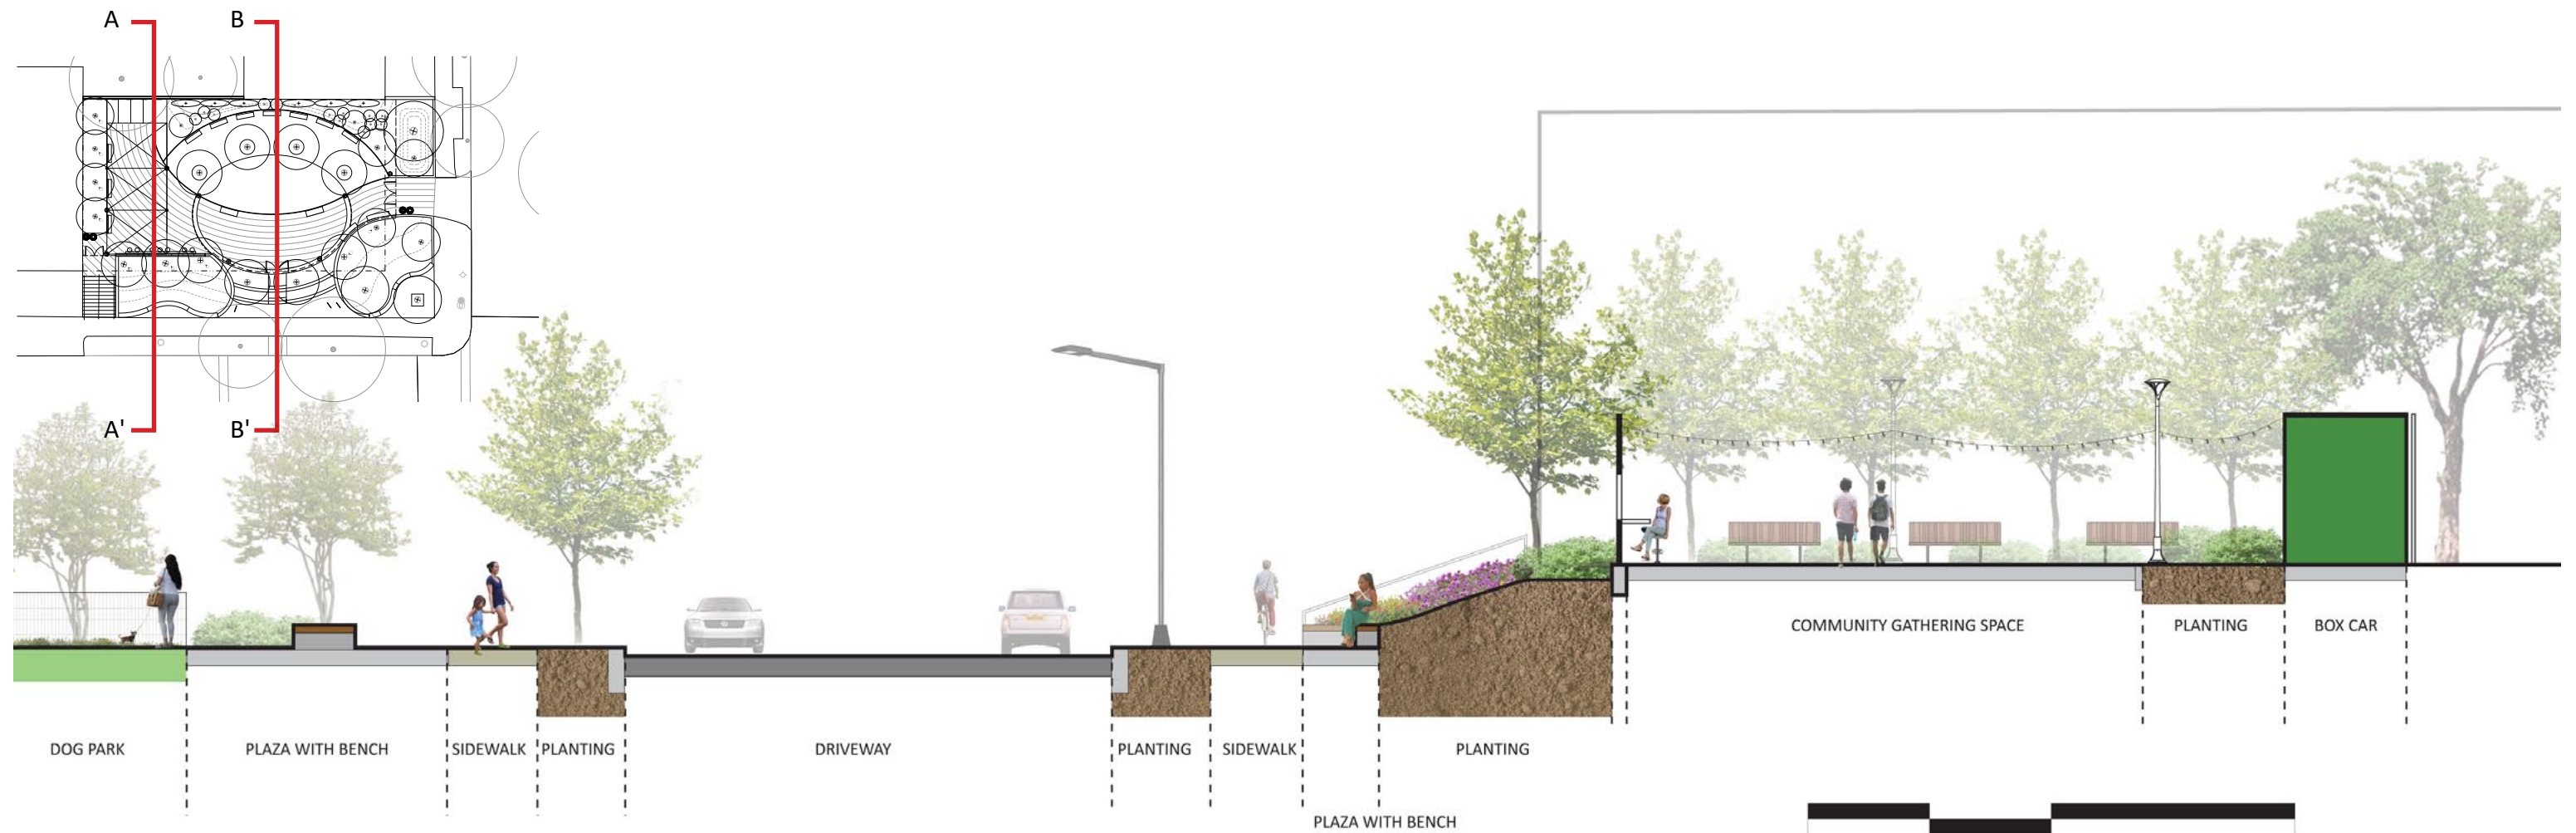 A
B
A'
B'
COMMUNITY GATHERING SPACE
PLANTING
BOX CAR
DOG PARK
PLAZA WITH BENCH
SIDEWALK
PLANTING
DRIVEWAY
PLANTING
SIDEWALK
PLANTING
PLAZA WITH BENCH